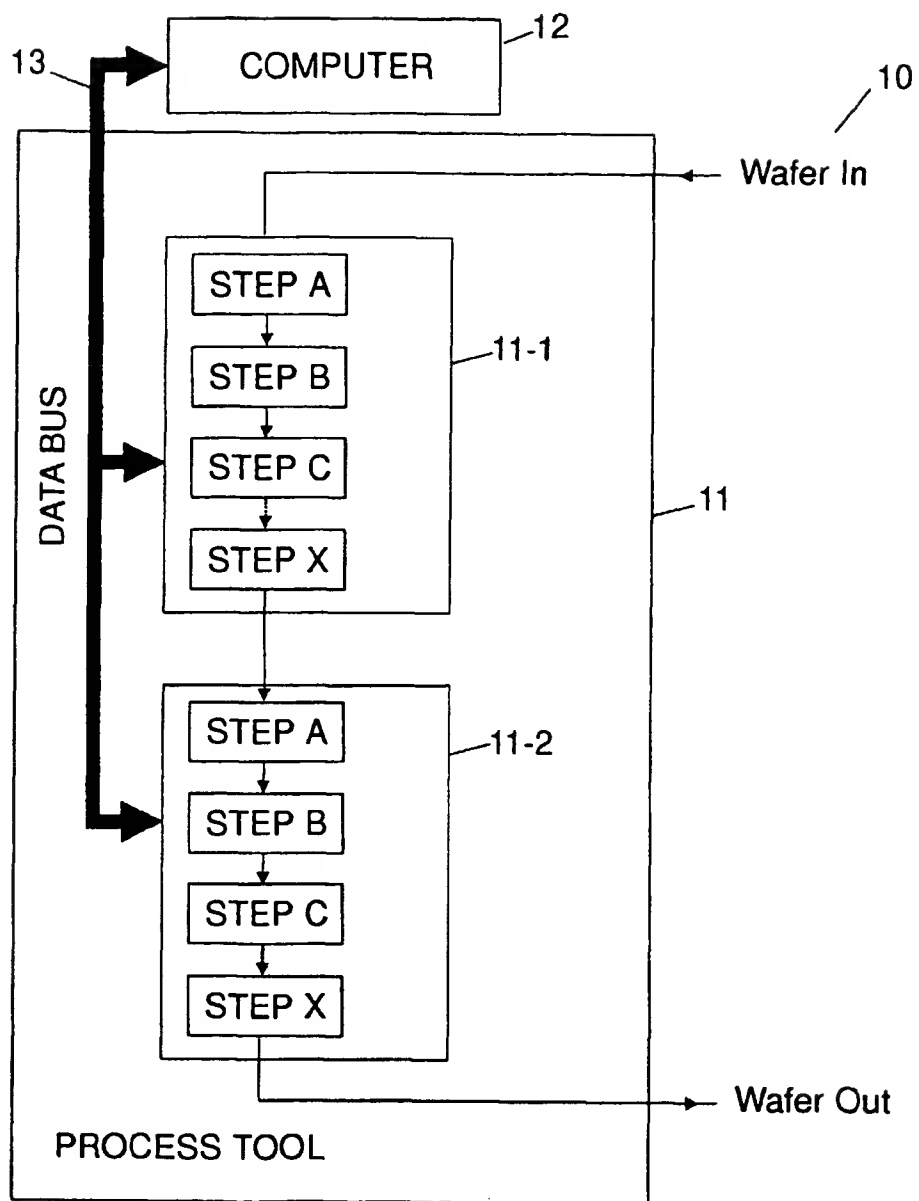 12
13
COMPUTER
10
Wafer In
STEP A
11-1
STEP B
DATA BUS
STEP C
11
STEP X
STEP A
11-2
STEP B
STEP C
STEP X
Wafer Out
PROCESS TOOL